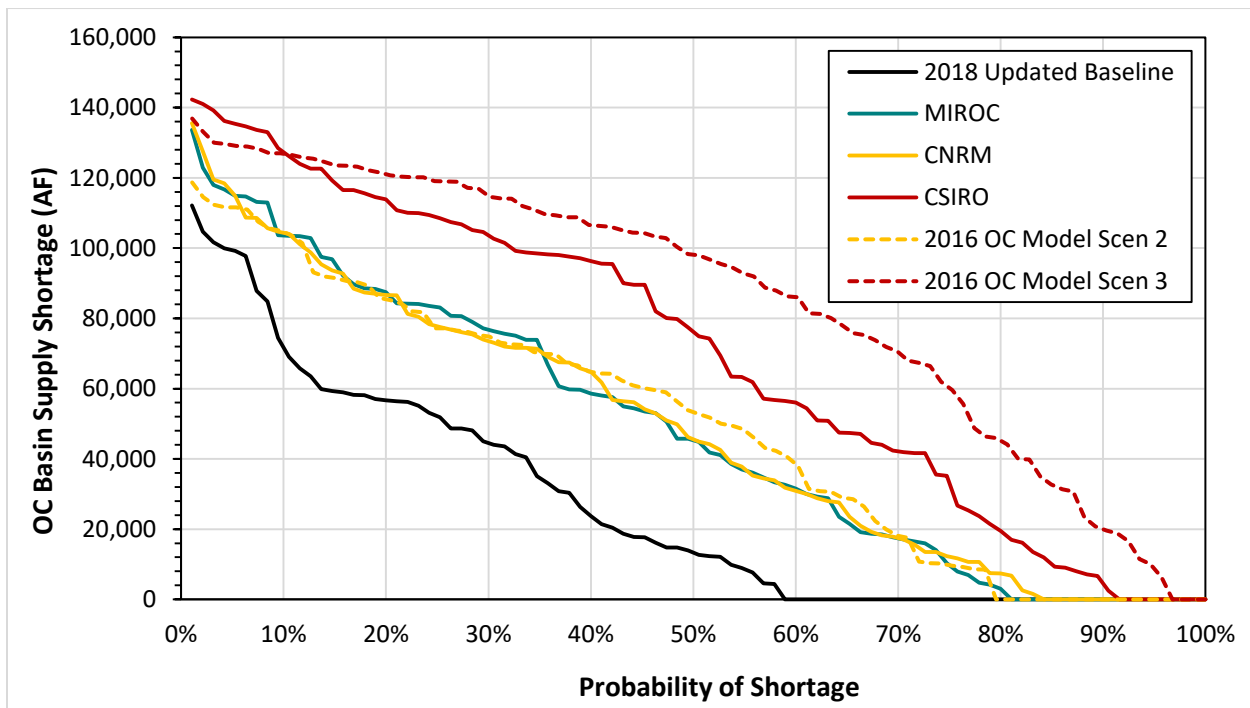 OC Basin Supply Shortage (AF)
160,000
140,000
120,000
100,000
80,000
60,000
40,000
20,000
0
2018 Updated Baseline
MIROC
CNRM
CSIRO
2016 OC Model Scen 2
2016 OC Model Scen 3
0% 10% 20% 30% 40% 50% 60% 70% 80% 90% 100%
Probability of Shortage